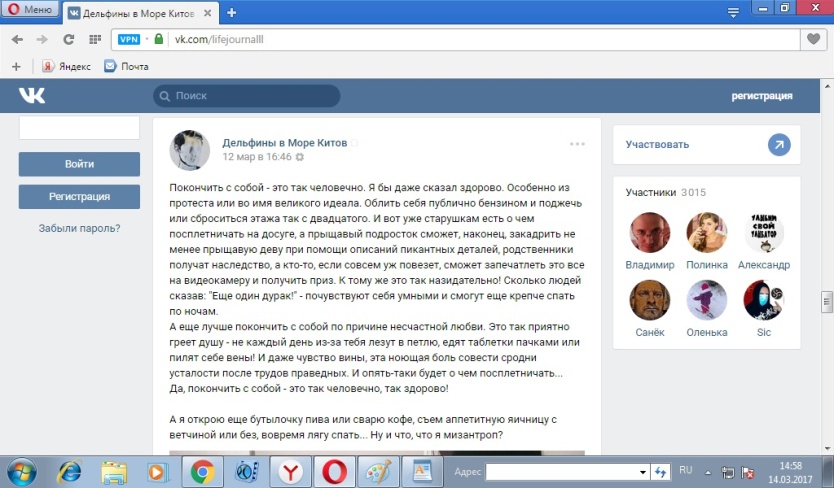 Меню
Дельфины в Море Китов
VPN
vk.com/lifejournalll
Яндекс
Почта
Поиск
регистрация
Войти
Регистрация
Забыли пароль?
Дельфины в Море Китов
12 мар в 16:46
Покончить с собой - это так человечно. Я бы даже сказал здорово. Особенно из
протеста или во имя великого идеала. Облить себя публично бензином и поджечь
или сброситься этажа так с двадцатого. И вот уже старушкам есть о чем
посплетничать на досуге, а прыщавый подросток сможет, наконец, закадрить не
менее прыщавую деву при помощи описаний пикантных деталей, родственники
получат наследство, а кто-то, если совсем уж повезет, сможет запечатлеть это все
на видеокамеру и получить приз. К тому же это так назидательно! Сколько людей
сказав: "Еще один дурак!" - почувствуют себя умными и смогут еще крепче спать
по ночам.
А еще лучше покончить с собой по причине несчастной любви. Это так приятно
греет душу - не каждый день из-за тебя лезут в петлю, едят таблетки пачками или
пилят себе вены! И даже чувство вины, эта ноющая боль совести сродни
усталости после трудов праведных. И опять-таки будет о чем посплетничать...
Да, покончить с собой - это так человечно, так здорово!
А я открою еще бутылочку пива или сварю кофе, съем аппетитную яичницу с
ветчиной или без, вовремя лягу спать... Ну и что, что я мизантроп?
Участвовать
Участники 3 015
Владимир
Полинка
Александр
Санёк
Оленька
Sic
Адрес
RU
14:58
14.03.2017